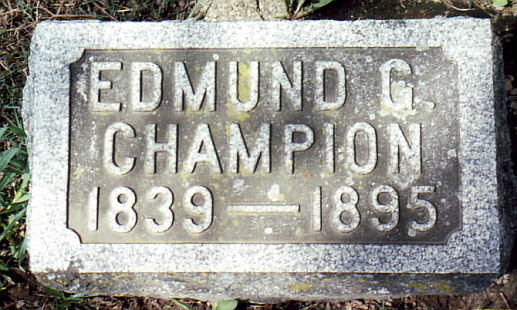 EDMUND G.
CHAMPION
1839 — 1895